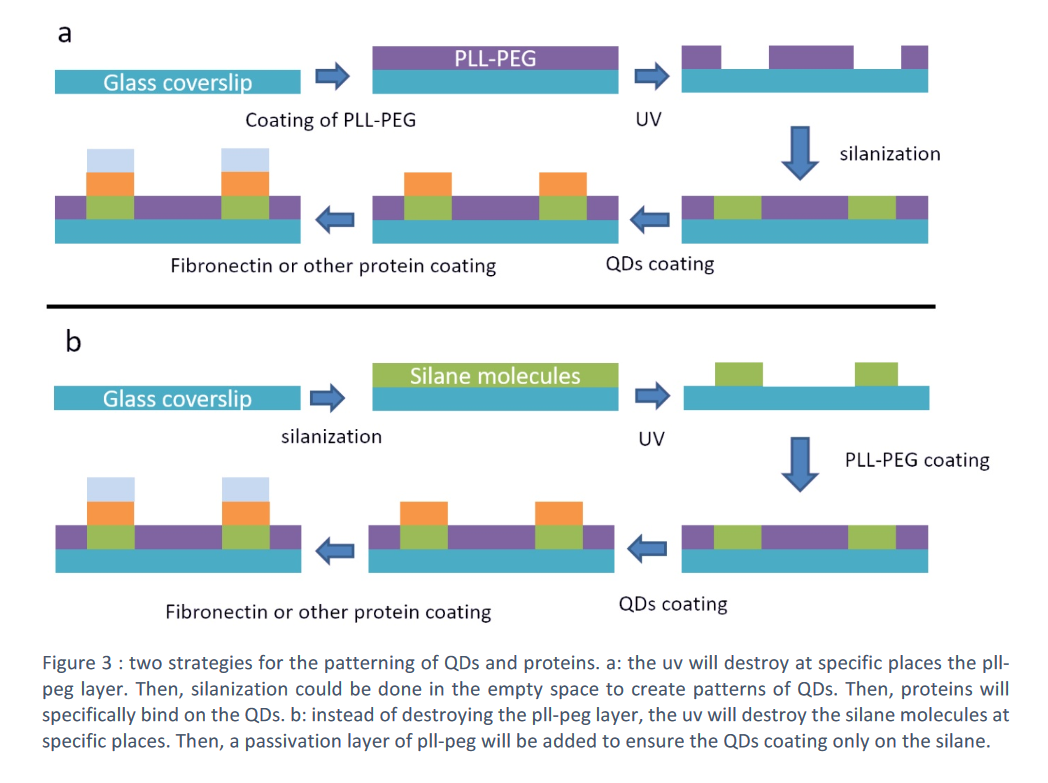 a
Glass coverslip
PLL-PEG
Coating of PLL-PEG
UV
silanization
QDs coating
Fibronectin or other protein coating
b
Glass coverslip
Silane molecules
silanization
UV
PLL-PEG coating
QDs coating
Fibronectin or other protein coating
Figure 3 : two strategies for the patterning of QDs and proteins. a: the uv will destroy at specific places the pll-
peg layer. Then, silanization could be done in the empty space to create patterns of QDs. Then, proteins will
specifically bind on the QDs. b: instead of destroying the pll-peg layer, the uv will destroy the silane molecules at
specific places. Then, a passivation layer of pll-peg will be added to ensure the QDs coating only on the silane.